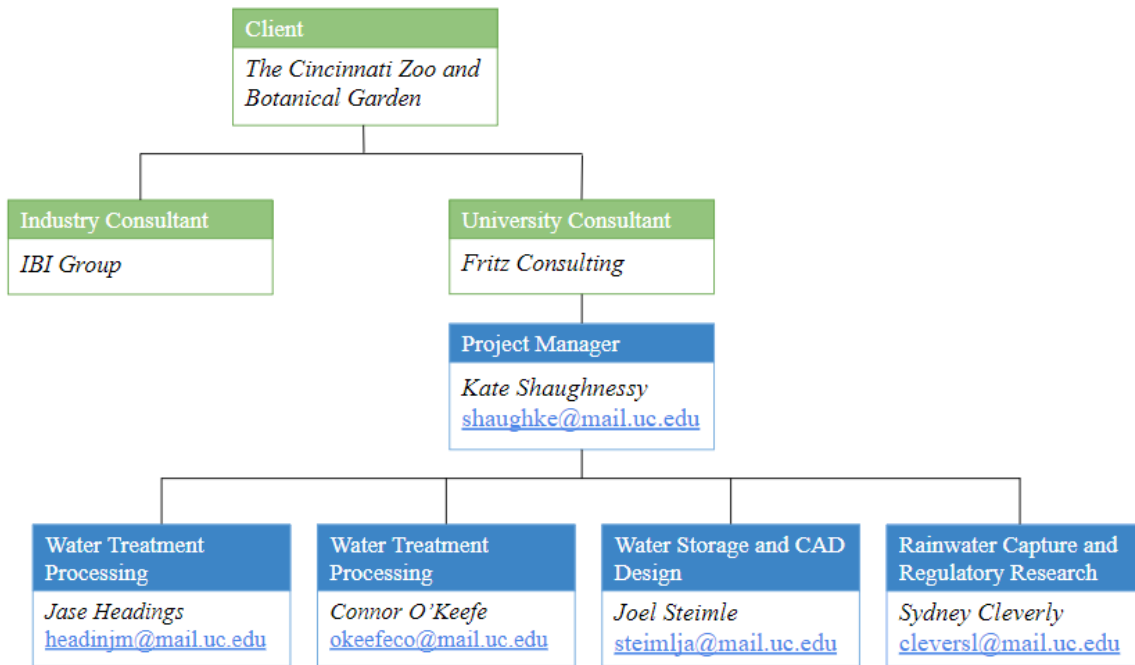 Client
The Cincinnati Zoo and
Botanical Garden
Industry Consultant
IBI Group
University Consultant
Fritz Consulting
Project Manager
Kate Shaughnessy
shaughke@mail.uc.edu
Water Treatment
Processing
Jase Headings
headinjm@mail.uc.edu
Water Treatment
Processing
Connor O’Keefe
okeefeco@mail.uc.edu
Water Storage and CAD
Design
Joel Steimle
steimlja@mail.uc.edu
Rainwater Capture and
Regulatory Research
Sydney Cleverly
cleversl@mail.uc.edu